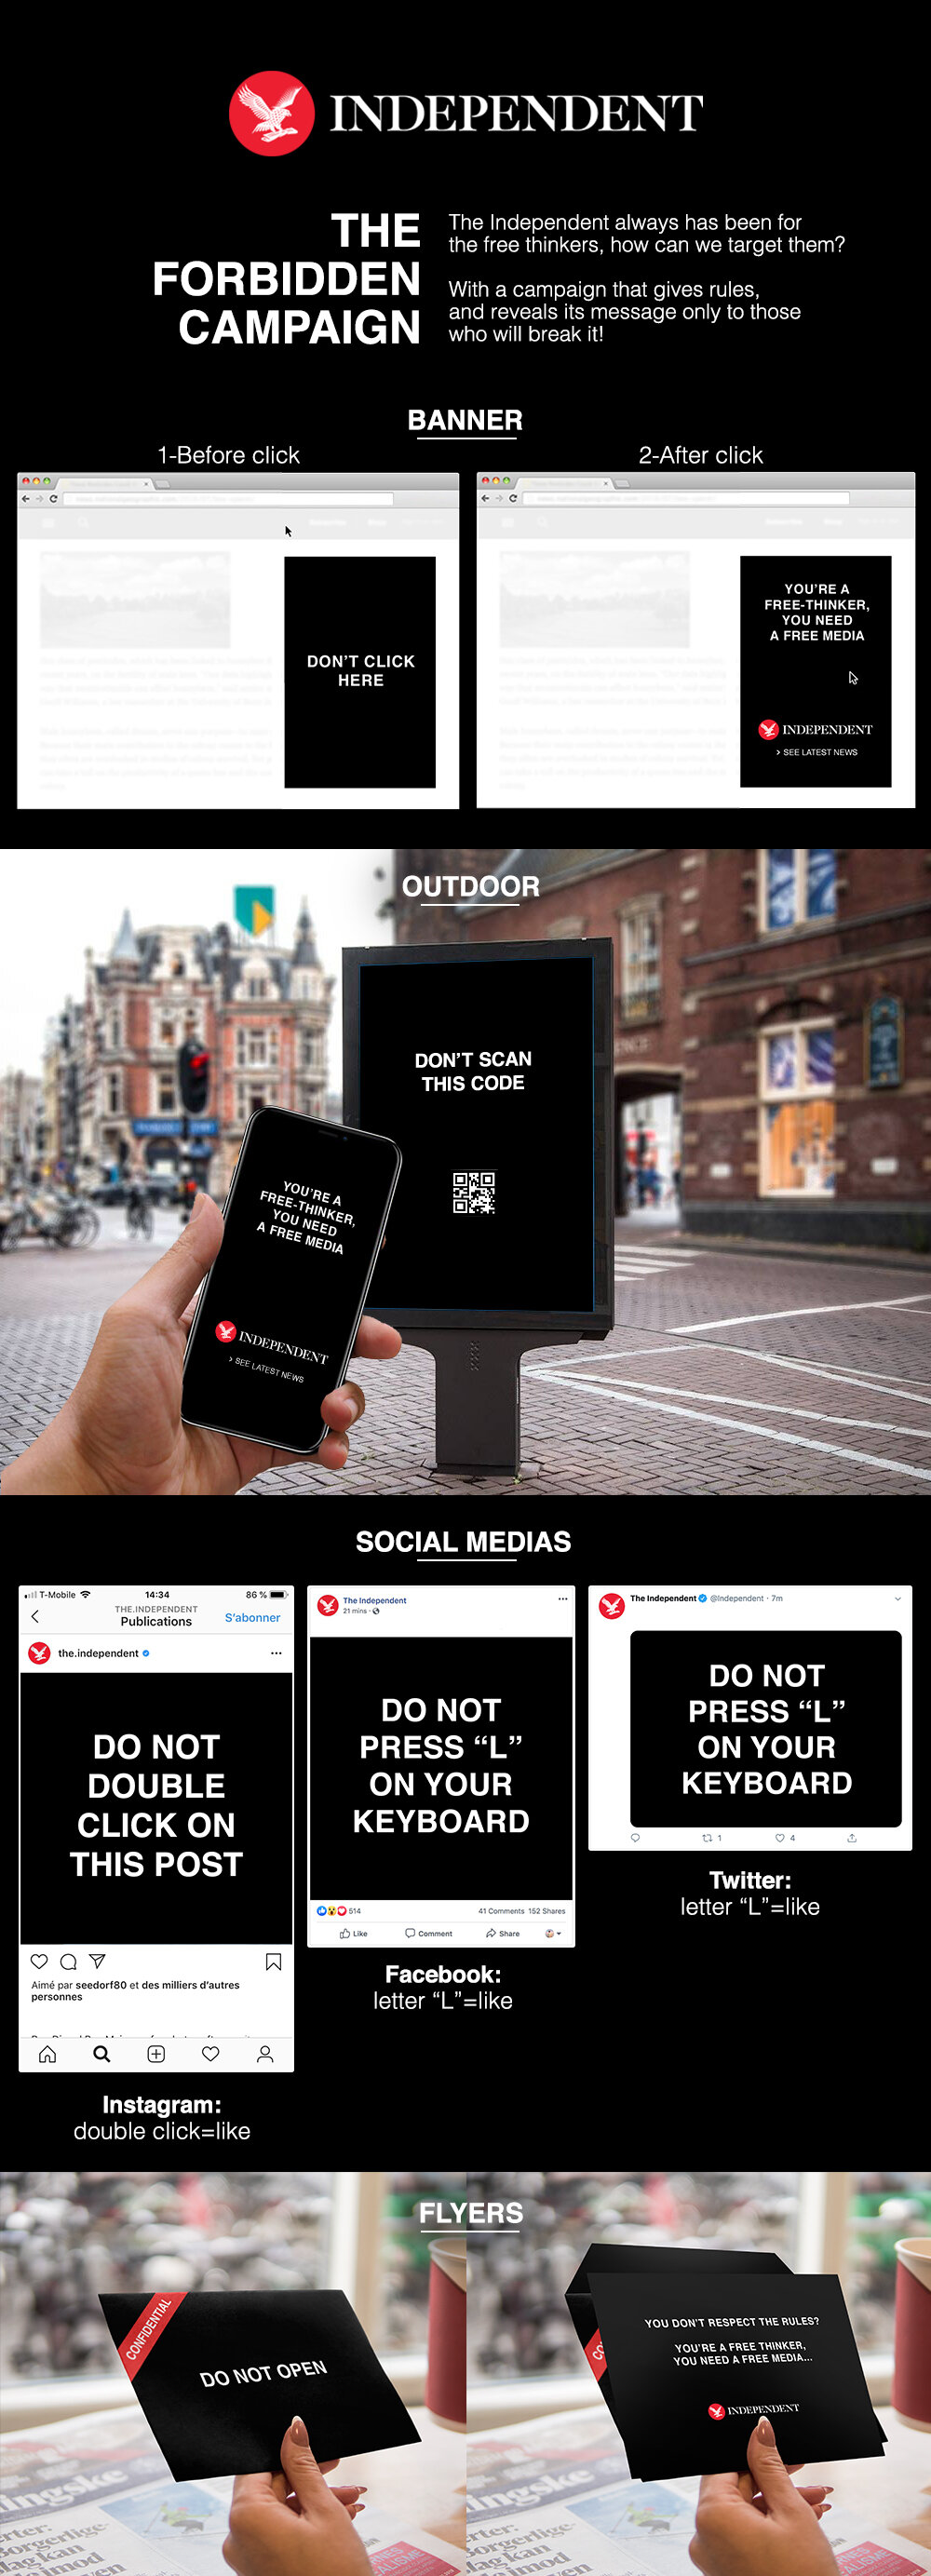 INDEPENDENT
THE
FORBIDDEN
CAMPAIGN
The Independent always has been for
the free thinkers, how can we target them?
With a campaign that gives rules,
and reveals its message only to those
who will break it!
BANNER
1-Before click
2-After click
DON'T CLICK
HERE
YOU'RE A
FREE-THINKER,
YOU NEED
A FREE MEDIA
INDEPENDENT
> SEE LATEST NEWS
OUTDOOR
DON'T SCAN
THIS CODE
YOU'RE A
FREE-THINKER,
YOU NEED
A FREE MEDIA
INDEPENDENT
> SEE LATEST NEWS
SOCIAL MEDIAS
T-Mobile 14:34 86 %
THE.INDEPENDENT
Publications
S'abonner
the.independent
DO NOT
DOUBLE
CLICK ON
THIS POST
Aimé par seedorf80 et des milliers d'autres
personnes
Instagram:
double click=like
The Independent
21 mins
DO NOT
PRESS “L”
ON YOUR
KEYBOARD
514 41 Comments 152 Shares
Like Comment Share
Facebook:
letter “L”=like
The Independent @Independent · 7m
DO NOT
PRESS “L”
ON YOUR
KEYBOARD
1 4
Twitter:
letter “L”=like
FLYERS
CONFIDENTIAL
DO NOT OPEN
CO
YOU DON'T RESPECT THE RULES?
YOU'RE A FREE THINKER,
YOU NEED A FREE MEDIA...
INDEPENDENT